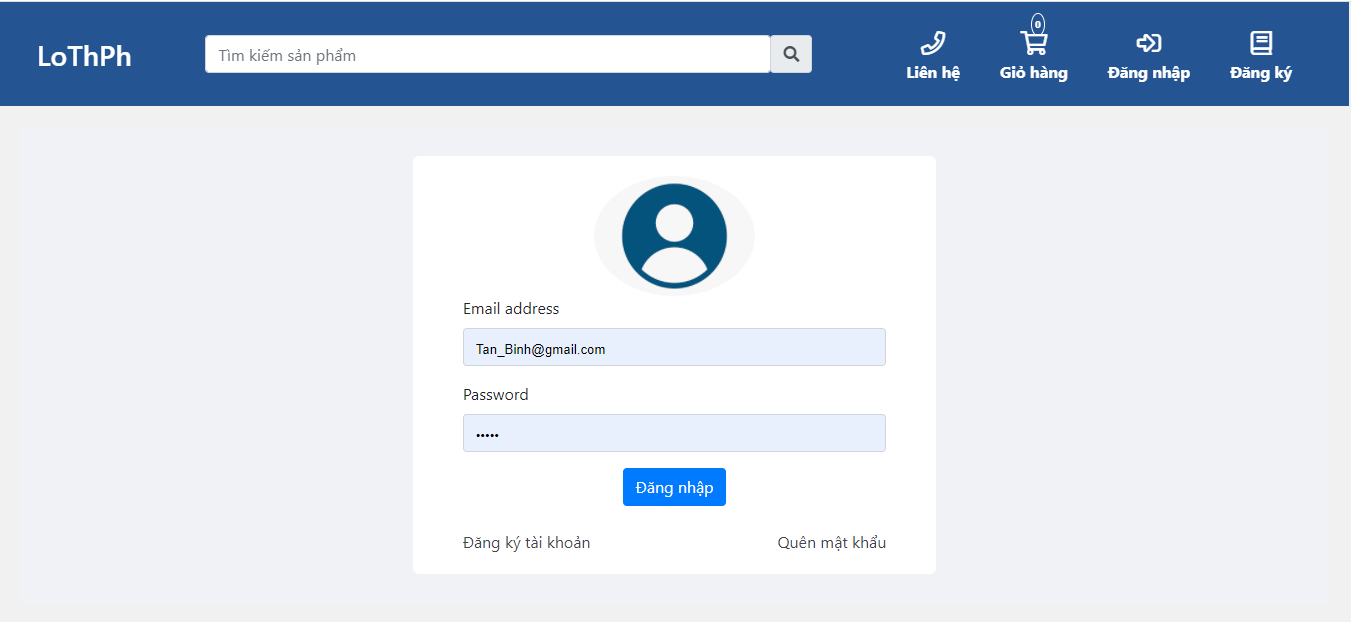 LoThPh
Tìm kiếm sản phẩm
Liên hệ
0
Giỏ hàng
Đăng nhập
Đăng ký
Email address
Tan_Binh@gmail.com
Password
•••••
Đăng nhập
Đăng ký tài khoản
Quên mật khẩu